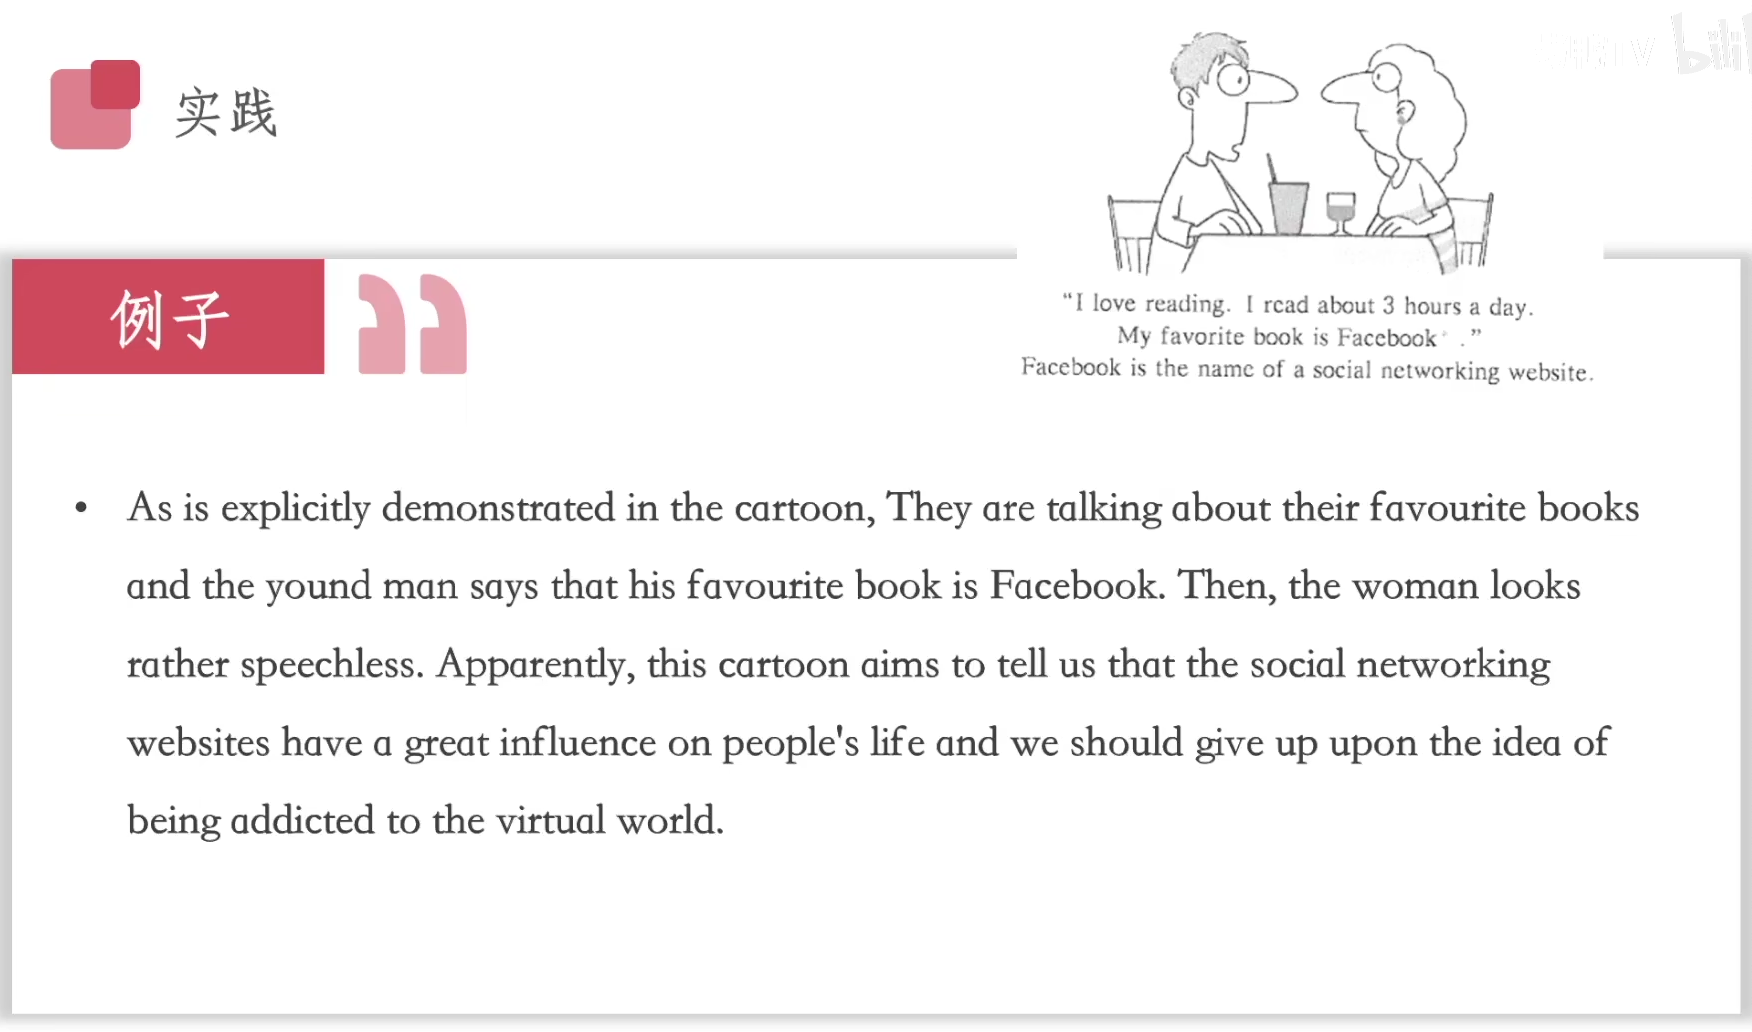 实践
bili
“I love reading. I read about 3 hours a day.
My favorite book is Facebook .”
Facebook is the name of a social networking website.
例子
• As is explicitly demonstrated in the cartoon, They are talking about their favourite books
and the yound man says that his favourite book is Facebook. Then, the woman looks
rather speechless. Apparently, this cartoon aims to tell us that the social networking
websites have a great influence on people's life and we should give up upon the idea of
being addicted to the virtual world.